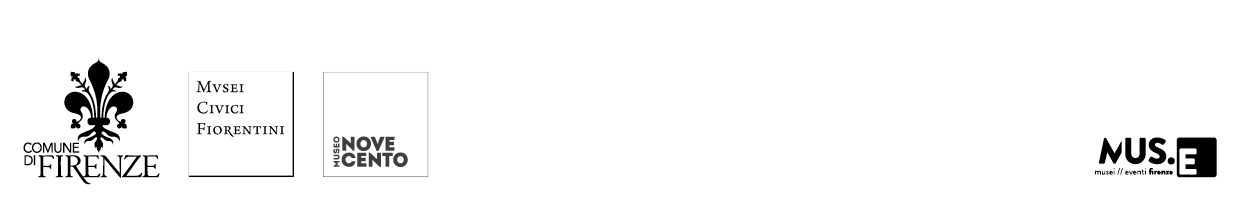 COMUNE
DI FIRENZE
MVSEI
CIVICI
FIORENTINI
MUSEO
NOVE
CENTO
MUS.E
musei // eventi firenze